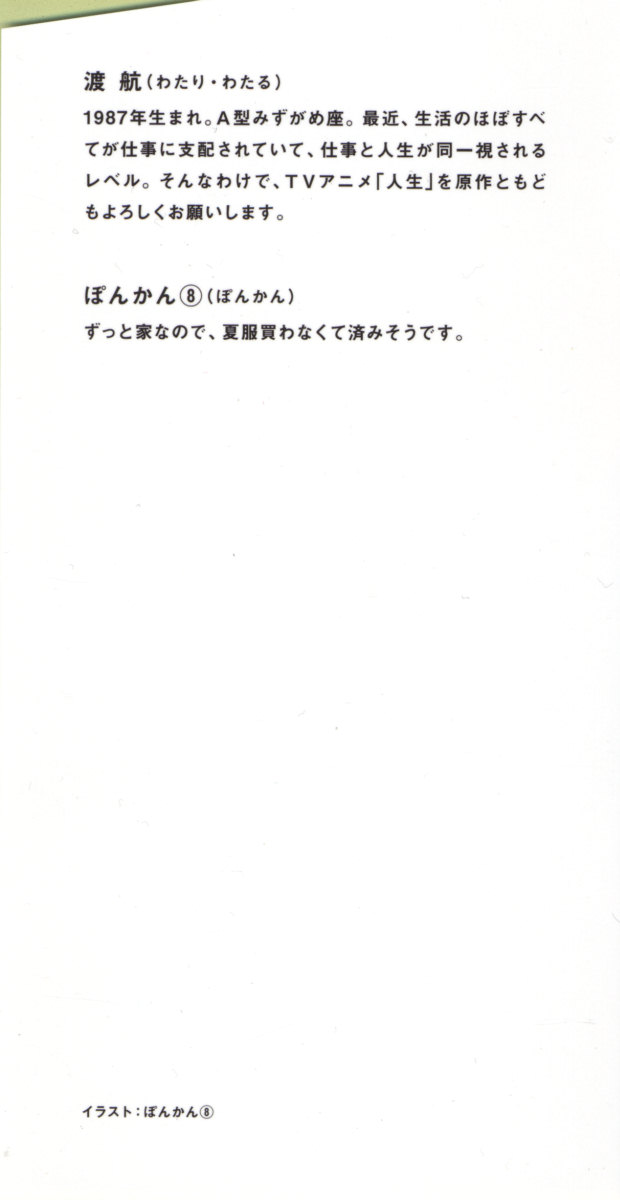 渡 航(わたり・わたる)
1987年生まれ。A型みずがめ座。最近、生活のほぼすべ
てが仕事に支配されていて、仕事と人生が同一視される
レベル。そんなわけで、TVアニメ「人生」を原作ともど
もよろしくお願いします。
ぽんかん⑧(ぽんかん)
ずっと家なので、夏服買わなくて済みそうです。
イラスト:ぽんかん⑧